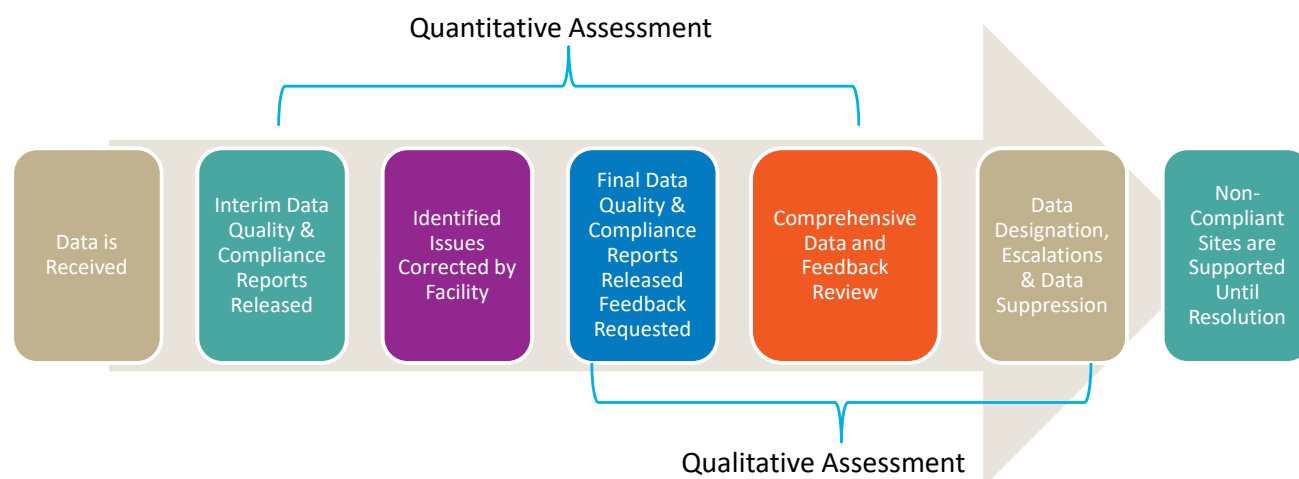 Quantitative Assessment
Data is
Received
Interim Data
Quality &
Compliance
Reports
Released
Identified
Issues
Corrected by
Facility
Final Data
Quality &
Compliance
Reports
Released
Feedback
Requested
Comprehensive
Data and
Feedback
Review
Data
Designation,
Escalations
& Data
Suppression
Non-
Compliant
Sites are
Supported
Until
Resolution
Qualitative Assessment